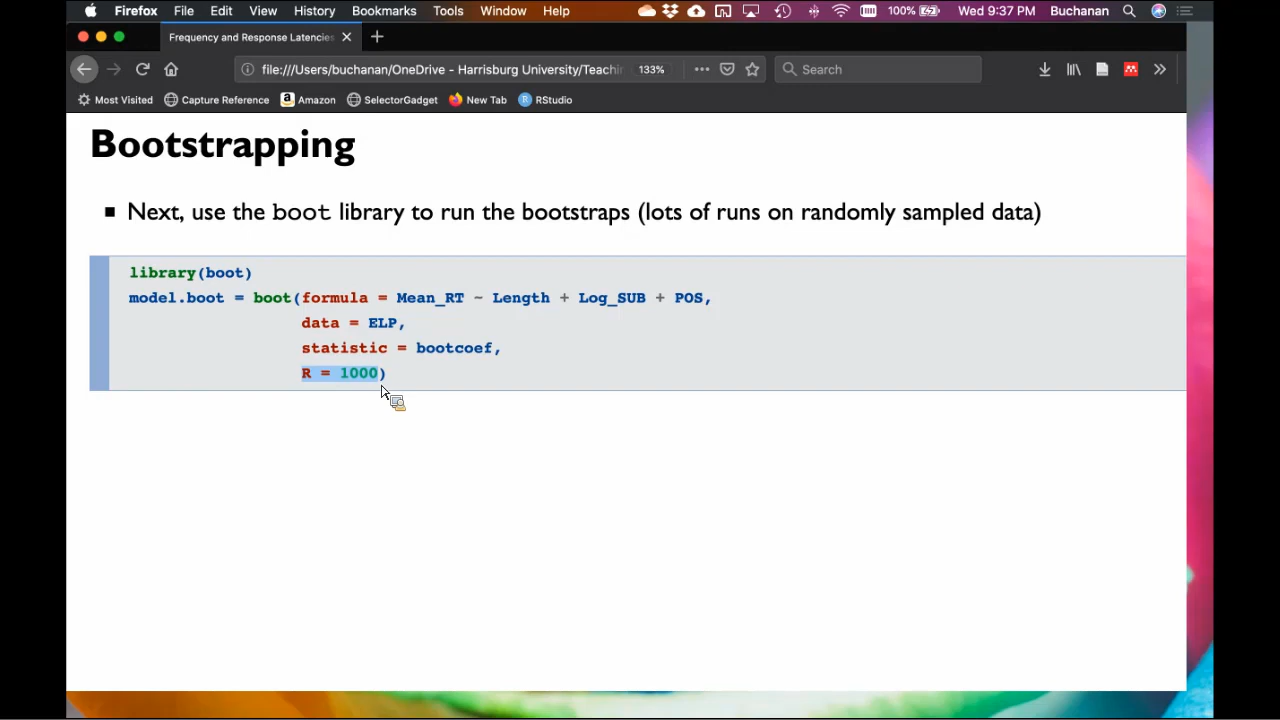 Firefox File Edit View History Bookmarks Tools Window Help 100% Wed 9:37 PM Buchanan
Frequency and Response Latencies
file:///Users/buchanan/OneDrive - Harrisburg University/Teachin 133% Search
Most Visited Capture Reference Amazon SelectorGadget New Tab RStudio
Bootstrapping
Next, use the boot library to run the bootstraps (lots of runs on randomly sampled data)
library(boot)
model.boot = boot(formula = Mean_RT ~ Length + Log_SUB + POS,
data = ELP,
statistic = bootcoef,
R = 1000)